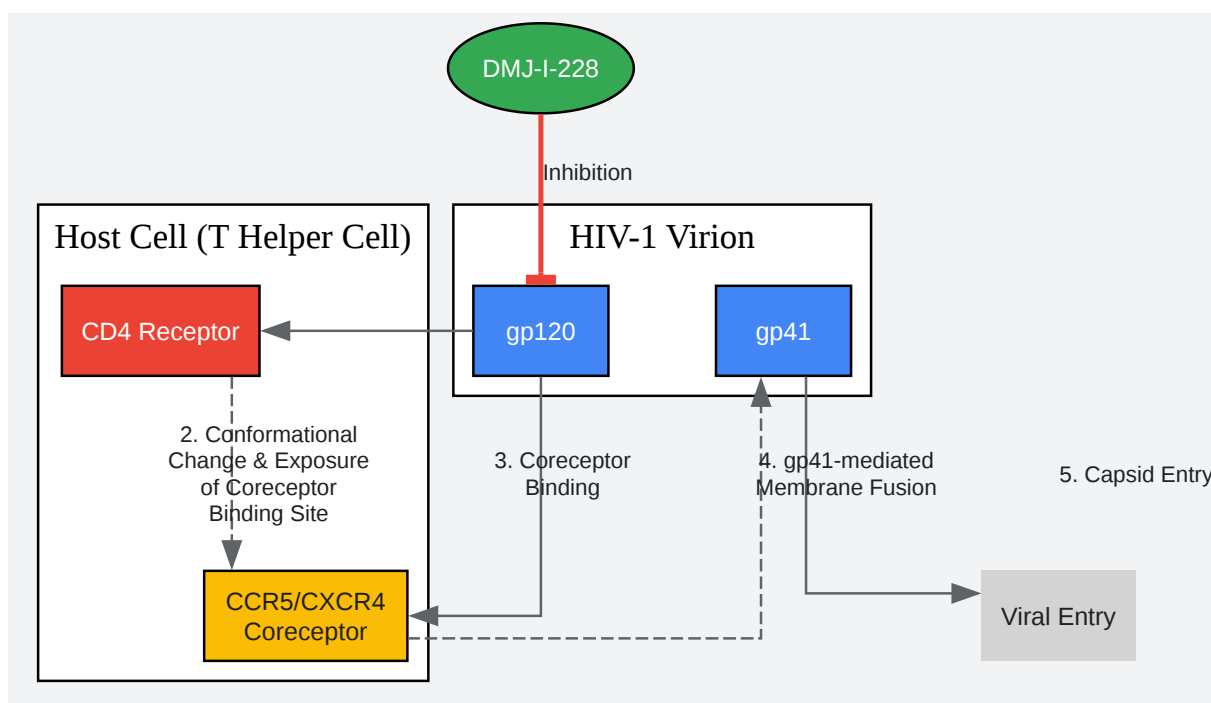 DMJ-I-228
Inhibition
Host Cell (T Helper Cell)
HIV-1 Virion
CD4 Receptor
gp120
gp41
2. Conformational
Change & Exposure
of Coreceptor
Binding Site
3. Coreceptor
Binding
4. gp41-mediated
Membrane Fusion
5. Capsid Entry
CCR5/CXCR4
Coreceptor
Viral Entry